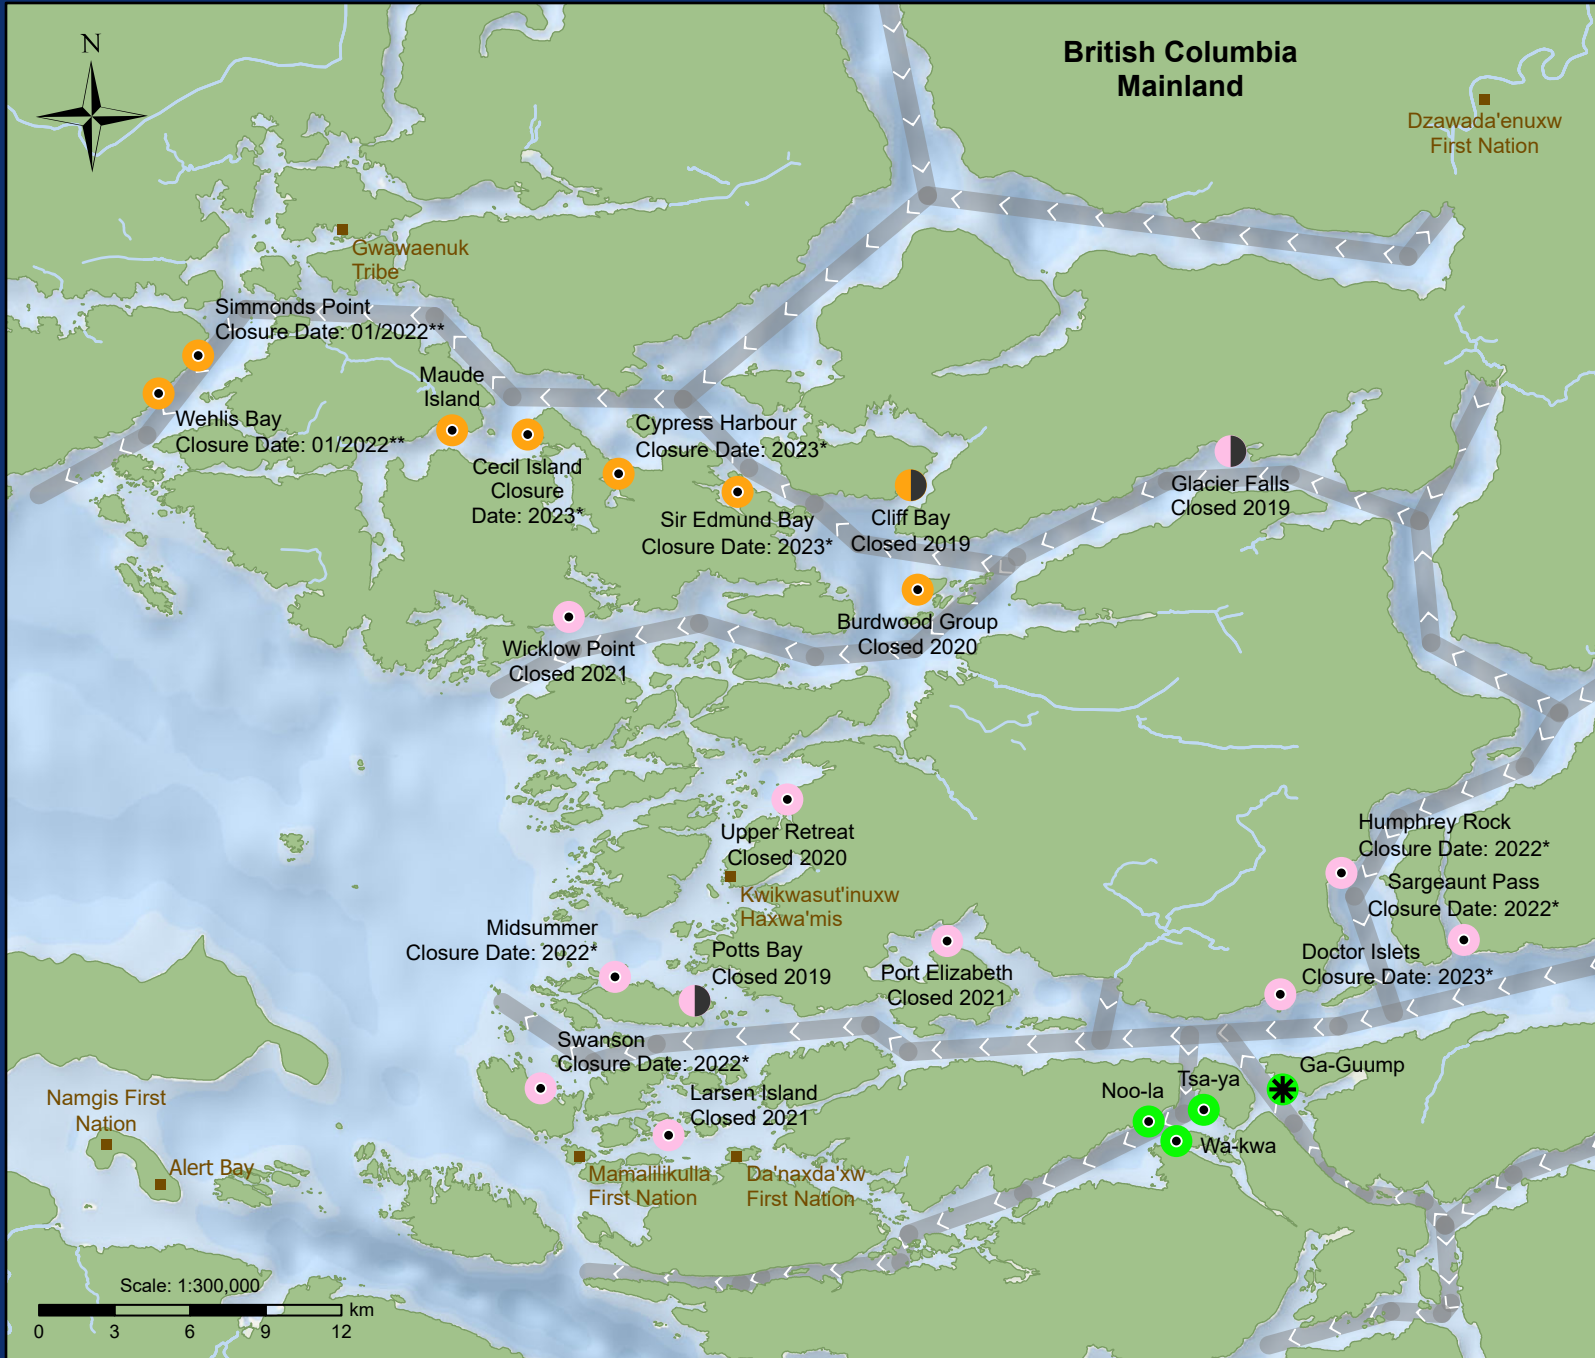 N
British Columbia
Mainland
Dzawada'enuxw
First Nation
Gwawaenuk
Tribe
Simmonds Point
Closure Date: 01/2022**
Maude
Island
Wehlis Bay
Closure Date: 01/2022**
Cypress Harbour
Closure Date: 2023*
Cecil Island
Closure
Date: 2023*
Sir Edmund Bay
Closure Date: 2023*
Cliff Bay
Closed 2019
Glacier Falls
Closed 2019
Burdwood Group
Closed 2020
Wicklow Point
Closed 2021
Upper Retreat
Closed 2020
Humphrey Rock
Closure Date: 2022*
Sargeaunt Pass
Closure Date: 2022*
Kwikwasut'inuxw
Haxwa'mis
Midsummer
Closure Date: 2022*
Potts Bay
Closed 2019
Port Elizabeth
Closed 2021
Doctor Islets
Closure Date: 2023*
Swanson
Closure Date: 2022*
Larsen Island
Closed 2021
Noo-la
Tsa-ya
Ga-Guump
Wa-kwa
Namgis First
Nation
Alert Bay
Mamalilikulla
First Nation
Da'naxda'xw
First Nation
Scale: 1:300,000
km
0 3 6 9 12